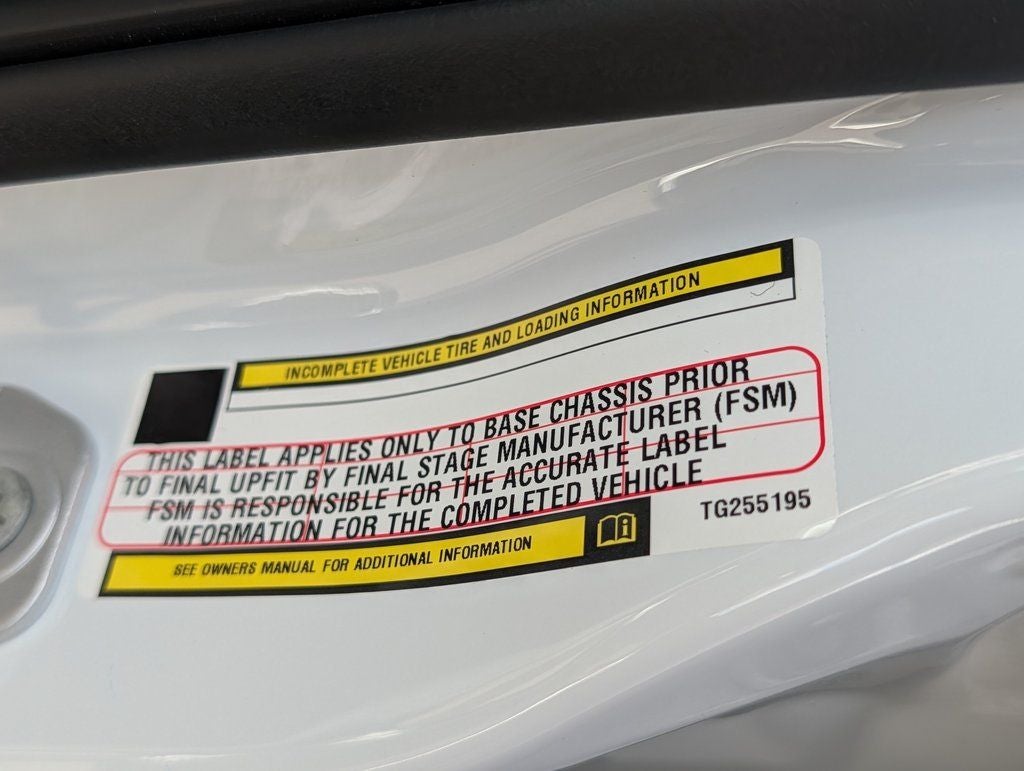 INCOMPLETE VEHICLE TIRE AND LOADING INFORMATION
THIS LABEL APPLIES ONLY TO BASE CHASSIS PRIOR
TO FINAL UPFIT BY FINAL STAGE MANUFACTURER (FSM)
FSM IS RESPONSIBLE FOR THE ACCURATE LABEL
INFORMATION FOR THE COMPLETED VEHICLE
TG255195
SEE OWNERS MANUAL FOR ADDITIONAL INFORMATION